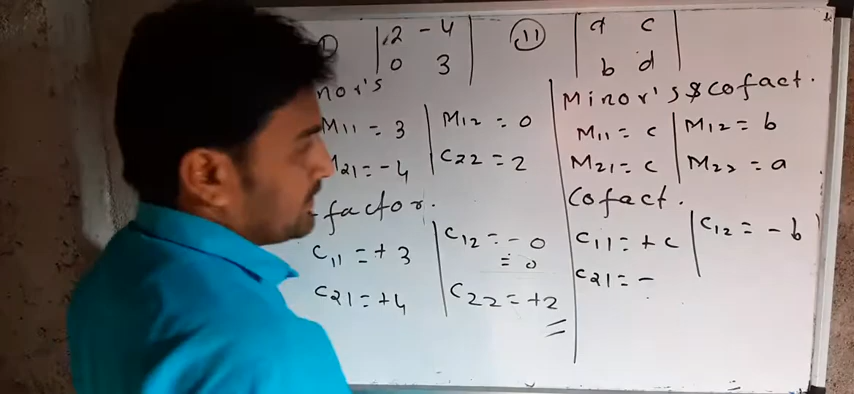 2 -4
0 3
(11)
a c
b d
nor's
M11 = 3
M12 = 0
M21 = -4
C22 = 2
-factor.
C11 = +3
C12 = -0
= 0
C21 = +4
C22 = +2
Minor's & Cofact.
M11 = c
M12 = b
M21 = c
M22 = a
Cofact.
C11 = +c
C12 = -b
C21 = -